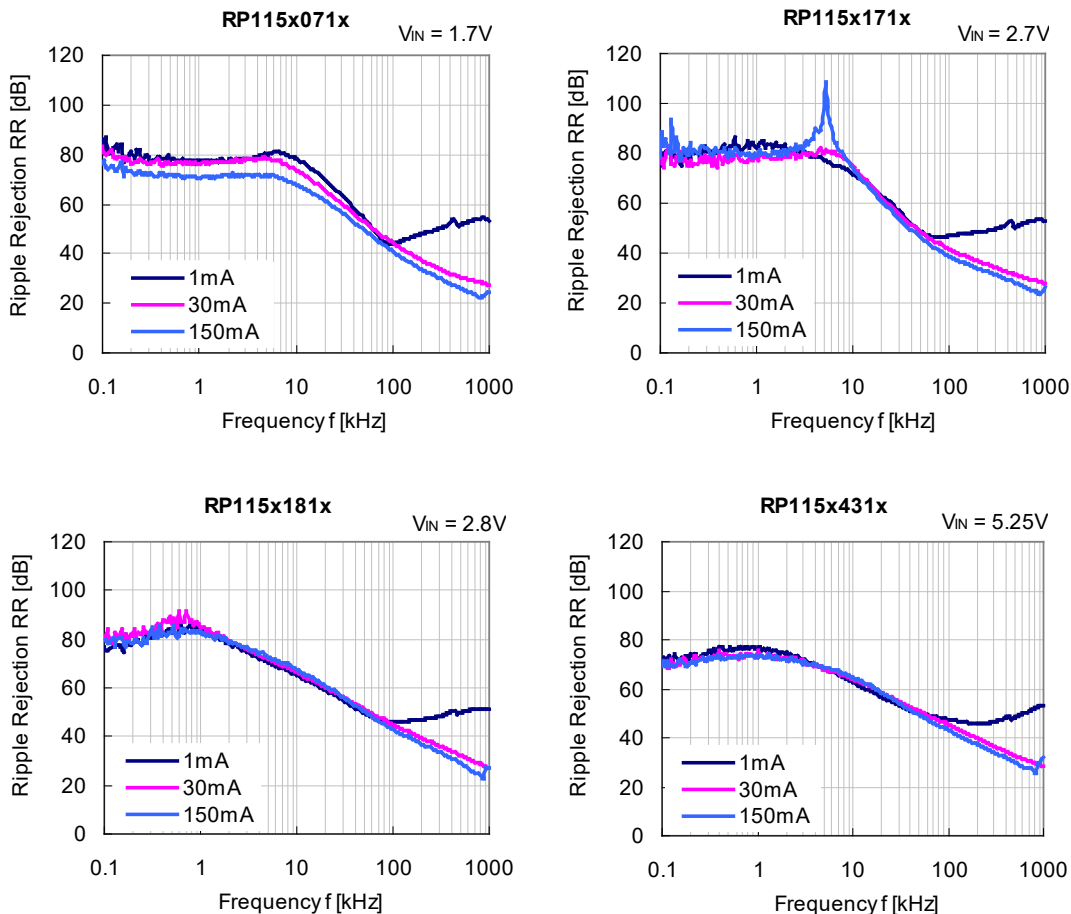 RP115x071x
VIN = 1.7V
Ripple Rejection RR [dB]
120
100
80
60
40
20
0
1mA
30mA
150mA
0.1
1
10
100
1000
Frequency f [kHz]
RP115x171x
VIN = 2.7V
Ripple Rejection RR [dB]
120
100
80
60
40
20
0
1mA
30mA
150mA
0.1
1
10
100
1000
Frequency f [kHz]
RP115x181x
VIN = 2.8V
Ripple Rejection RR [dB]
120
100
80
60
40
20
0
1mA
30mA
150mA
0.1
1
10
100
1000
Frequency f [kHz]
RP115x431x
VIN = 5.25V
Ripple Rejection RR [dB]
120
100
80
60
40
20
0
1mA
30mA
150mA
0.1
1
10
100
1000
Frequency f [kHz]